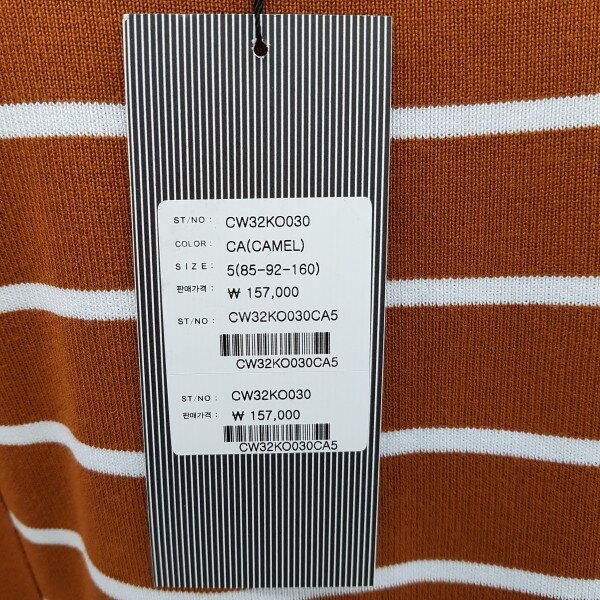 ST/NO : CW32KO030
COLOR: CA(CAMEL)
SIZE : 5(85-92-160)
판매가격 : ₩ 157,000
ST/NO : CW32KO030CA5
CW32KO030CA5
ST/NO : CW32KO030
판매가격 : ₩ 157,000
CW32KO030CA5